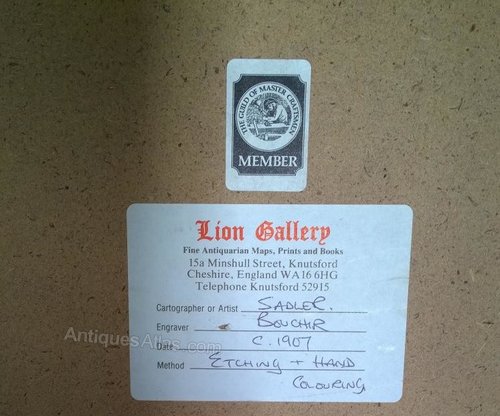 THE GUILD OF MASTER CRAFTSMEN
MEMBER
Lion Gallery
Fine Antiquarian Maps, Prints and Books
15a Minshull Street, Knutsford
Cheshire, England WA16 6HG
Telephone Knutsford 52915
Cartographer or Artist SADLER.
Engraver BOUCHIR
Date C. 1907
Method ETCHING + HAND
COLOURING
AntiquesAtlas.com